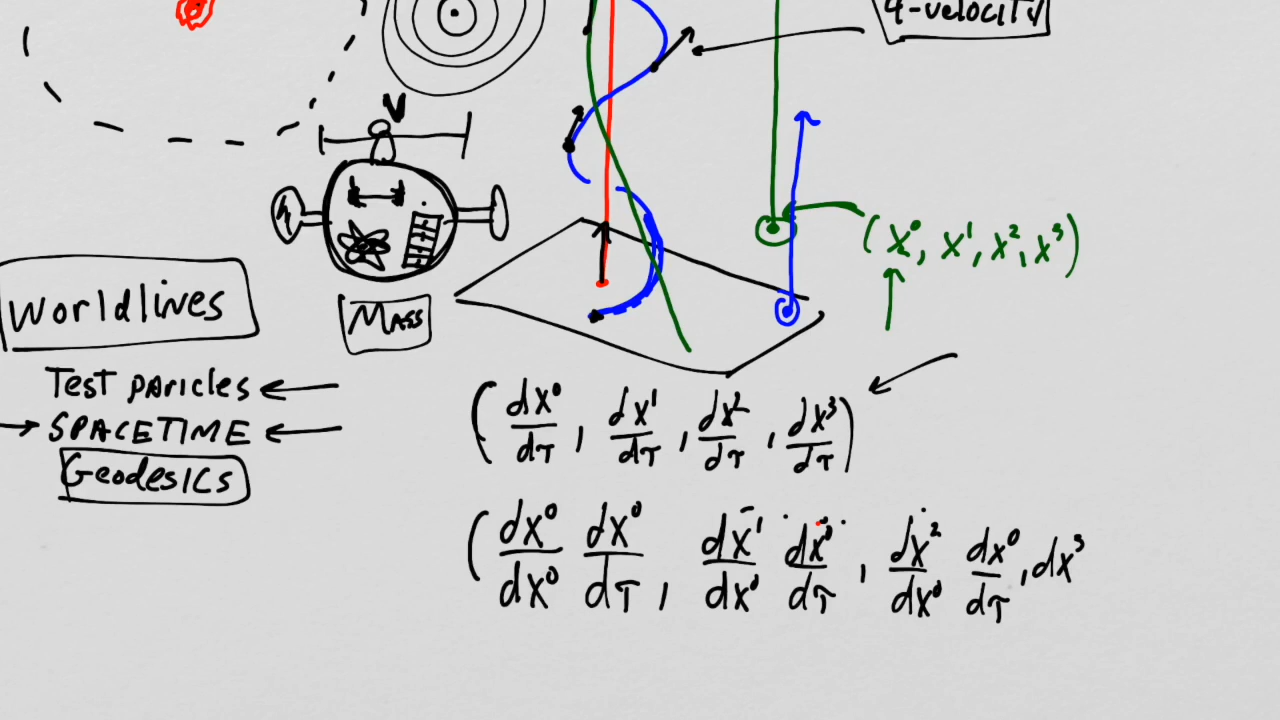 4-velocity
V
(x⁰, x¹, x², x³)
Worldlines
Mass
Test paricles
SPACETIME
Geodesics
(dx⁰/dτ, dx¹/dτ, dx²/dτ, dx³/dτ)
(dx⁰/dx⁰ dx⁰/dτ, dx¹/dx⁰ dx⁰/dτ, dx²/dx⁰ dx⁰/dτ, dx³